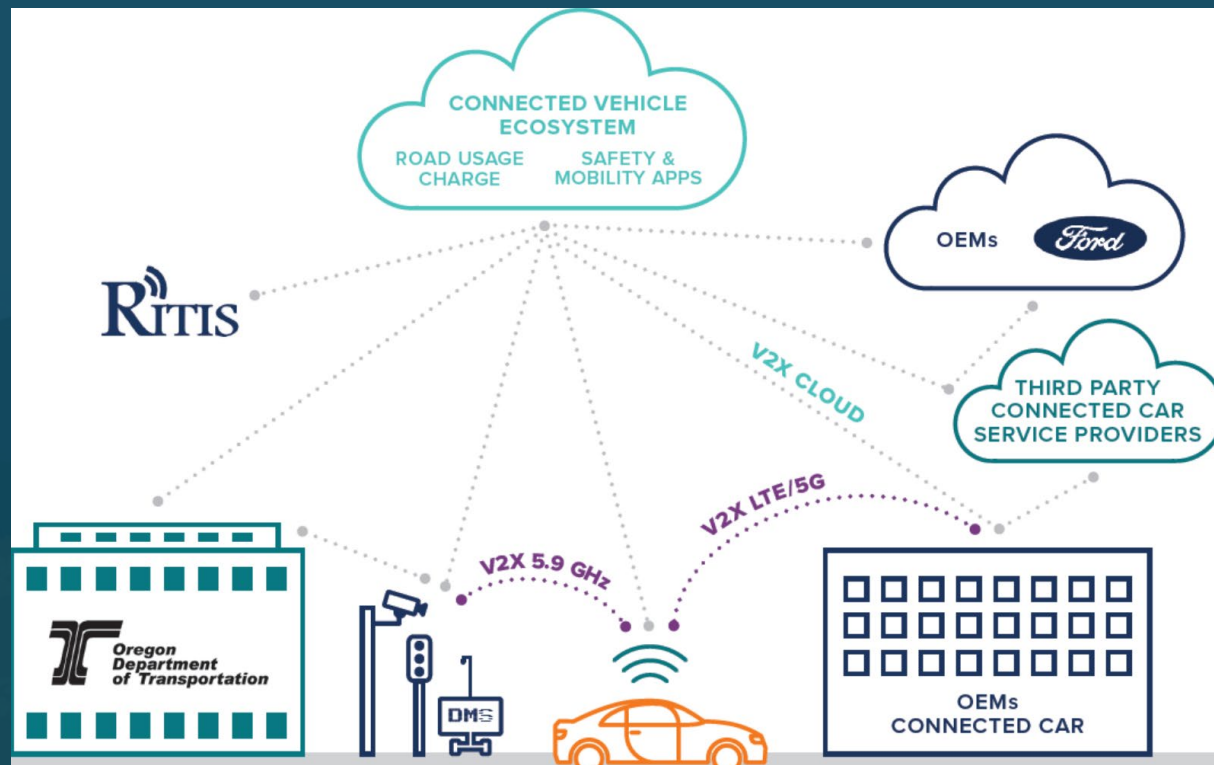 CONNECTED VEHICLE
ECOSYSTEM
ROAD USAGE
CHARGE
SAFETY &
MOBILITY APPS
OEMs
Ford
RITIS
V2X CLOUD
THIRD PARTY
CONNECTED CAR
SERVICE PROVIDERS
V2X LTE/5G
V2X 5.9 GHz
Oregon
Department
of Transportation
DMS
OEMs
CONNECTED CAR